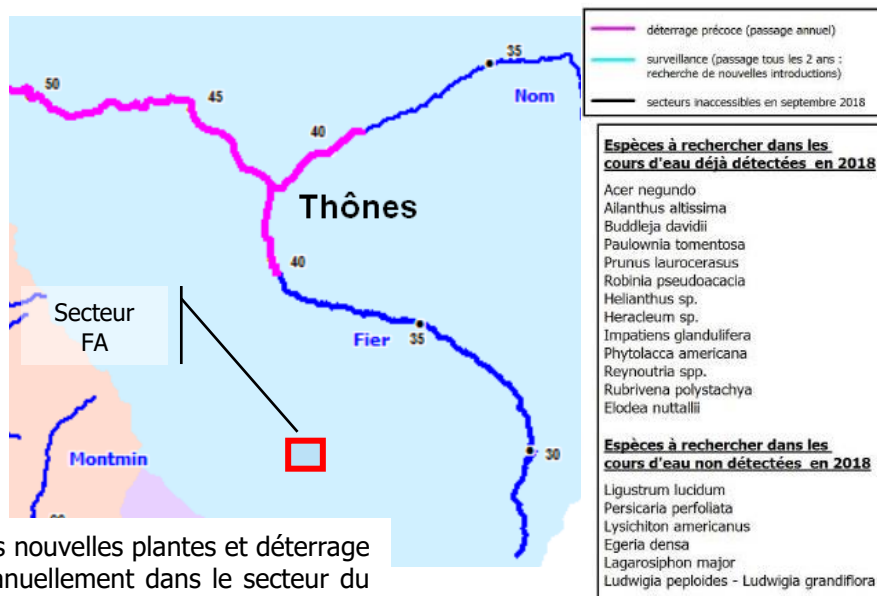 50
45
40
35
Nom
Thônes
40
Secteur
FA
Fier
35
Montmin
30
s nouvelles plantes et déterrage
nnuellement dans le secteur du
déterrage précoce (passage annuel)
surveillance (passage tous les 2 ans :
recherche de nouvelles introductions)
secteurs inaccessibles en septembre 2018
Espèces à rechercher dans les
cours d'eau déjà détectées en 2018
Acer negundo
Ailanthus altissima
Buddleja davidii
Paulownia tomentosa
Prunus laurocerasus
Robinia pseudoacacia
Helianthus sp.
Heracleum sp.
Impatiens glandulifera
Phytolacca americana
Reynoutria spp.
Rubrivena polystachya
Elodea nuttallii
Espèces à rechercher dans les
cours d'eau non détectées en 2018
Ligustrum lucidum
Persicaria perfoliata
Lysichiton americanus
Egeria densa
Lagarosiphon major
Ludwigia peploides - Ludwigia grandiflora